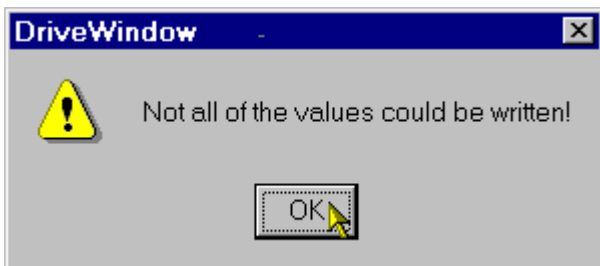 DriveWindow -
Not all of the values could be written!
OK